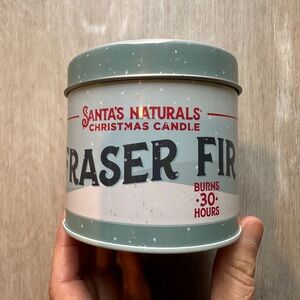 SANTA'S NATURALS
CHRISTMAS CANDLE
FRASER FIR
BURNS
·30·
HOURS